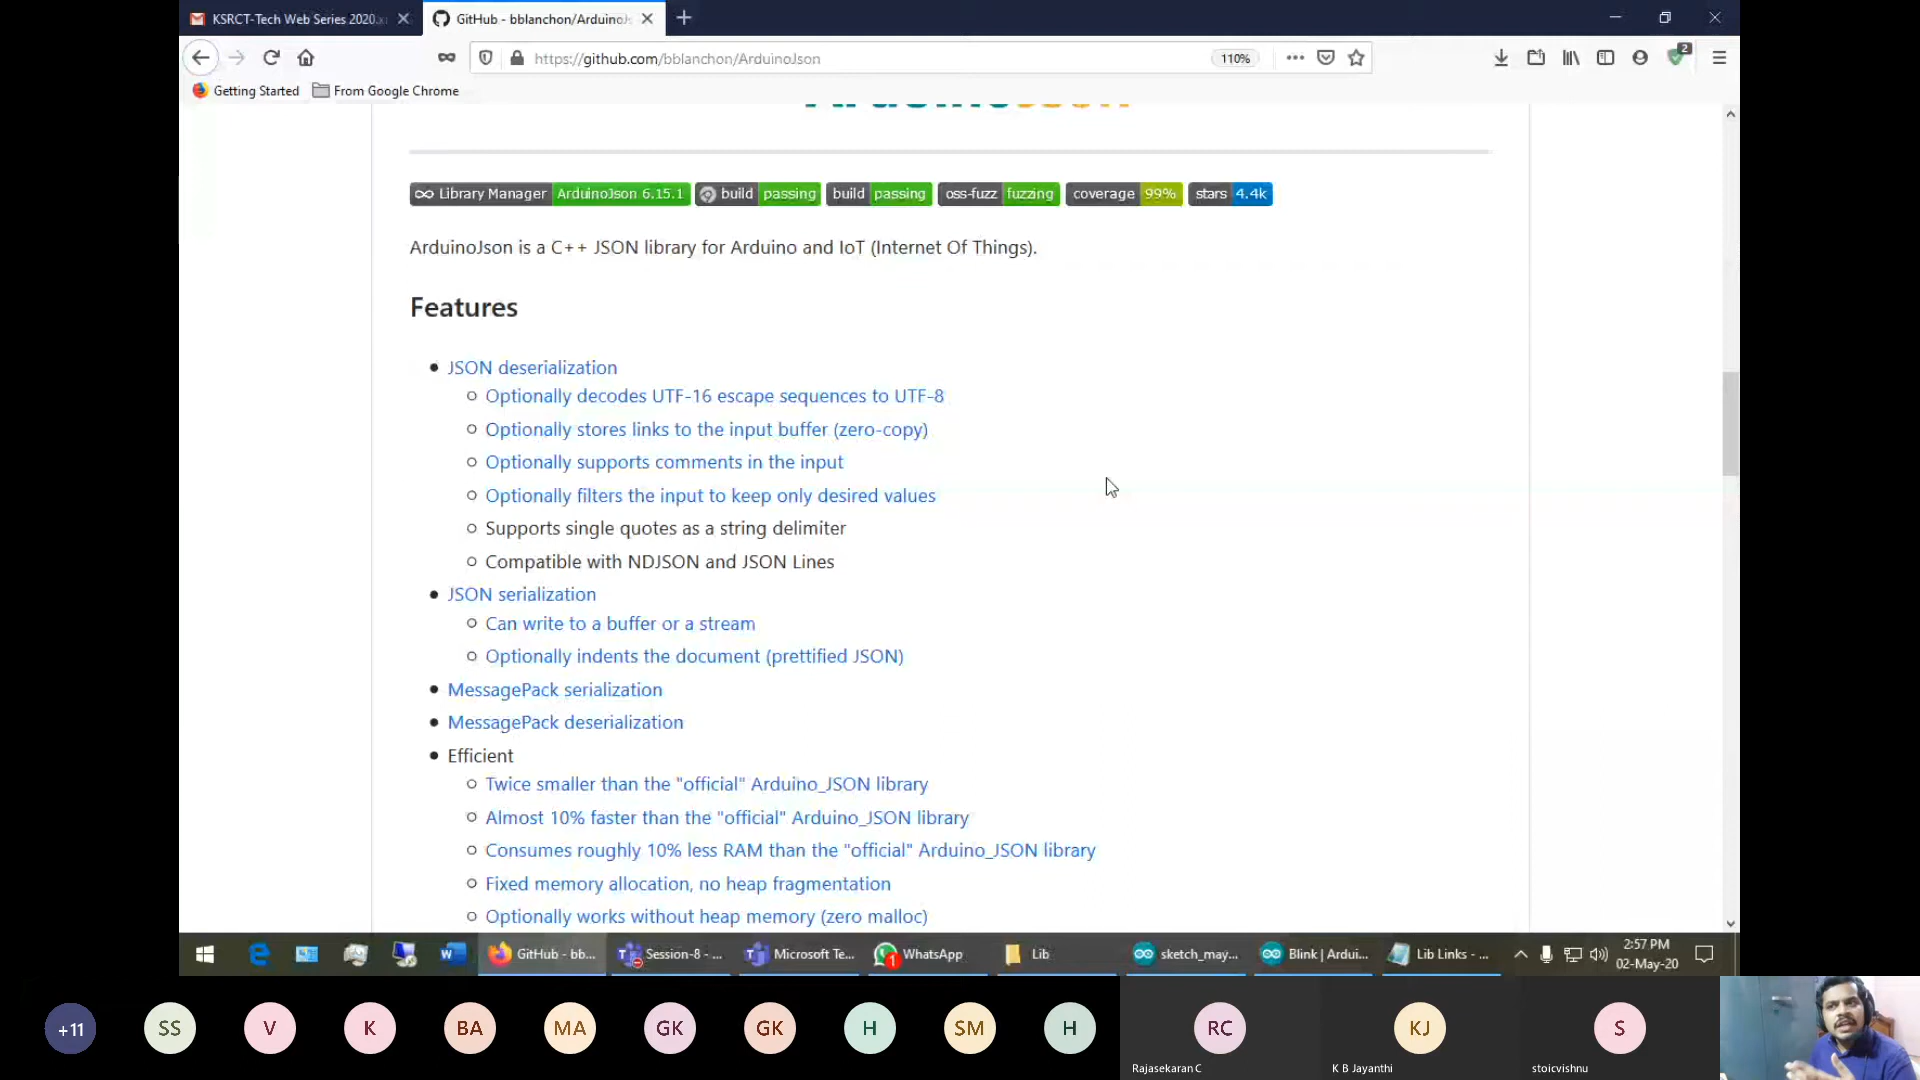 KSRCT-Tech Web Series 2020
GitHub - bblanchon/Arduino
https://github.com/bblanchon/ArduinoJson
110%
2
Getting Started
From Google Chrome
Library Manager ArduinoJson 6.15.1
build passing
build passing
oss-fuzz fuzzing
coverage 99%
stars 4.4k
ArduinoJson is a C++ JSON library for Arduino and IoT (Internet Of Things).
Features
JSON deserialization
Optionally decodes UTF-16 escape sequences to UTF-8
Optionally stores links to the input buffer (zero-copy)
Optionally supports comments in the input
Optionally filters the input to keep only desired values
Supports single quotes as a string delimiter
Compatible with NDJSON and JSON Lines
JSON serialization
Can write to a buffer or a stream
Optionally indents the document (prettified JSON)
MessagePack serialization
MessagePack deserialization
Efficient
Twice smaller than the "official" Arduino_JSON library
Almost 10% faster than the "official" Arduino_JSON library
Consumes roughly 10% less RAM than the "official" Arduino_JSON library
Fixed memory allocation, no heap fragmentation
Optionally works without heap memory (zero malloc)
GitHub - bb...
Session-8 - ...
Microsoft Te...
1
WhatsApp
Lib
sketch_may...
Blink | Ardui...
Lib Links - ...
2:57 PM
02-May-20
+11
SS
V
K
BA
MA
GK
GK
H
SM
H
RC
KJ
S
Rajasekaran C
K B Jayanthi
stoicvishnu